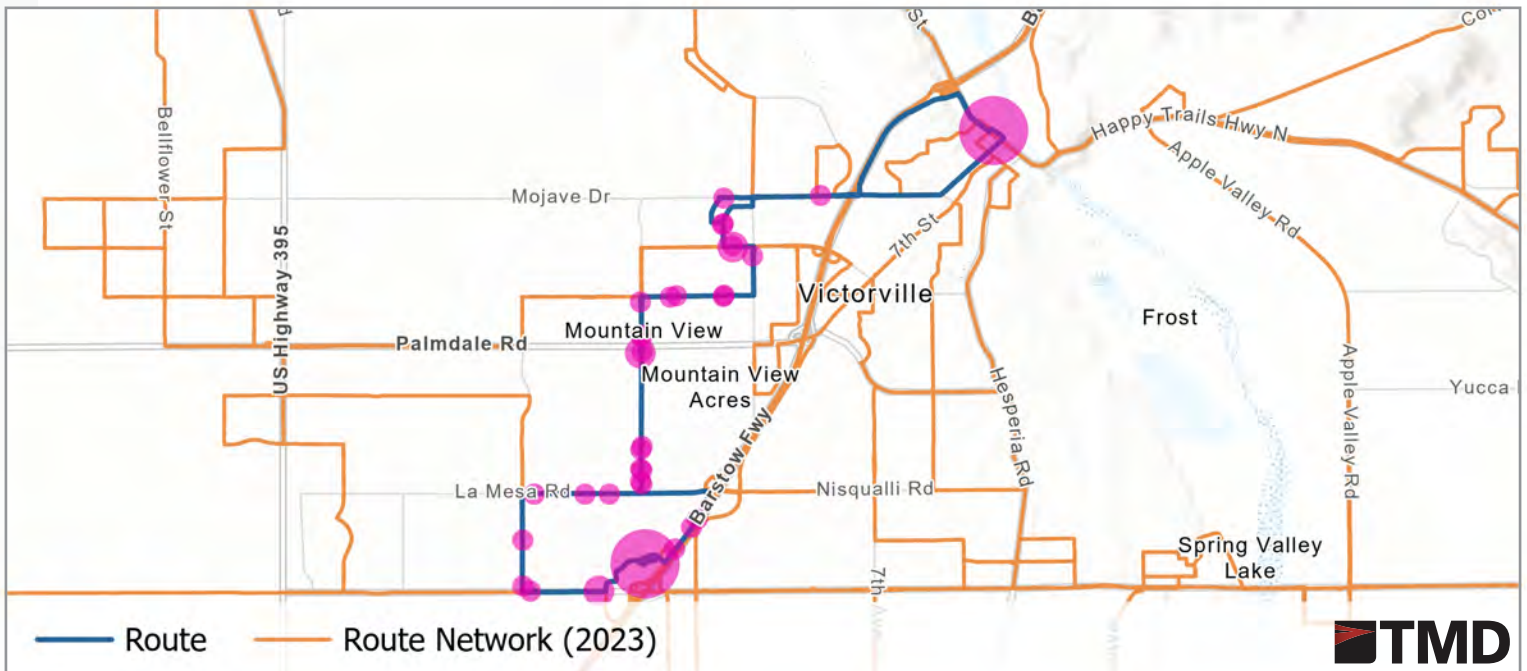 St
Mojave Dr
Bellflower St
US Highway 395
Palmdale Rd
Mountain View
Mountain View
Acres
Victorville
7th St
Happy Trails Hwy N
Apple Valley Rd
Frost
Hesperia Rd
Apple Valley Rd
Yucca
Barstow Fwy
La Mesa Rd
Nisqualli Rd
Spring Valley
Lake
7th Ave
Route
Route Network (2023)
TMD